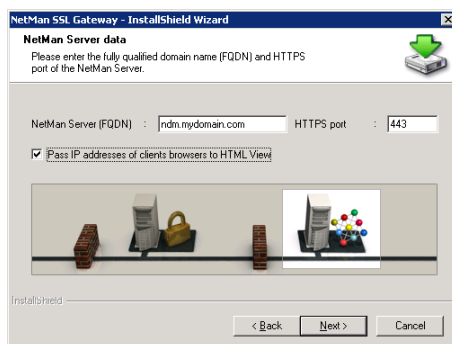 NetMan SSL Gateway - InstallShield Wizard
NetMan Server data
Please enter the fully qualified domain name (FQDN) and HTTPS
port of the NetMan Server.
NetMan Server (FQDN) : ndm.mydomain.com HTTPS port : 443
Pass IP addresses of clients browsers to HTML View
InstallShield
< Back Next > Cancel